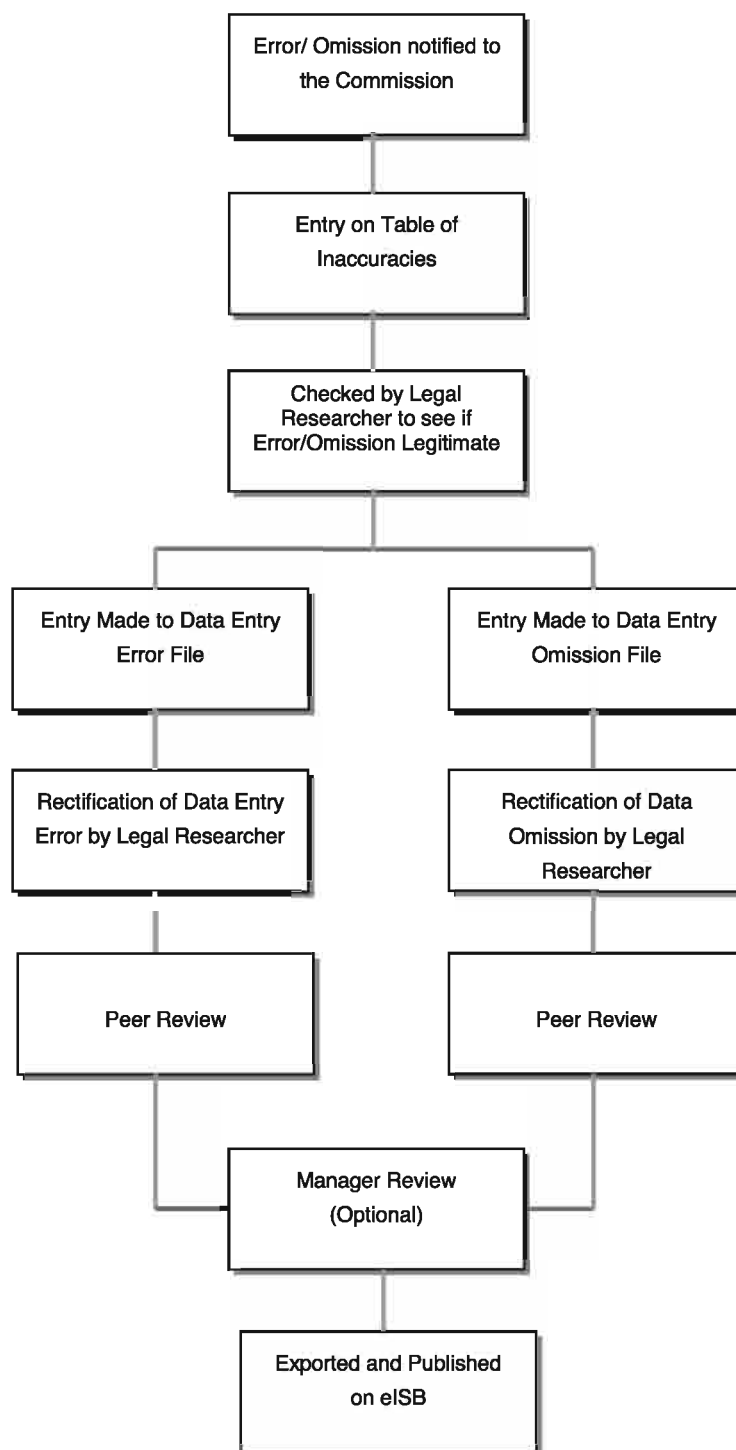 Error/ Omission notified to
the Commission
Entry on Table of
Inaccuracies
Checked by Legal
Researcher to see if
Error/Omission Legitimate
Entry Made to Data Entry
Error File
Entry Made to Data Entry
Omission File
Rectification of Data Entry
Error by Legal Researcher
Rectification of Data
Omission by Legal
Researcher
Peer Review
Peer Review
Manager Review
(Optional)
Exported and Published
on eISB